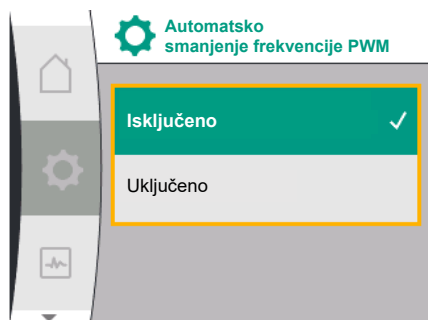 Automatsko
smanjenje frekvencije PWM
Isključeno
Uključeno